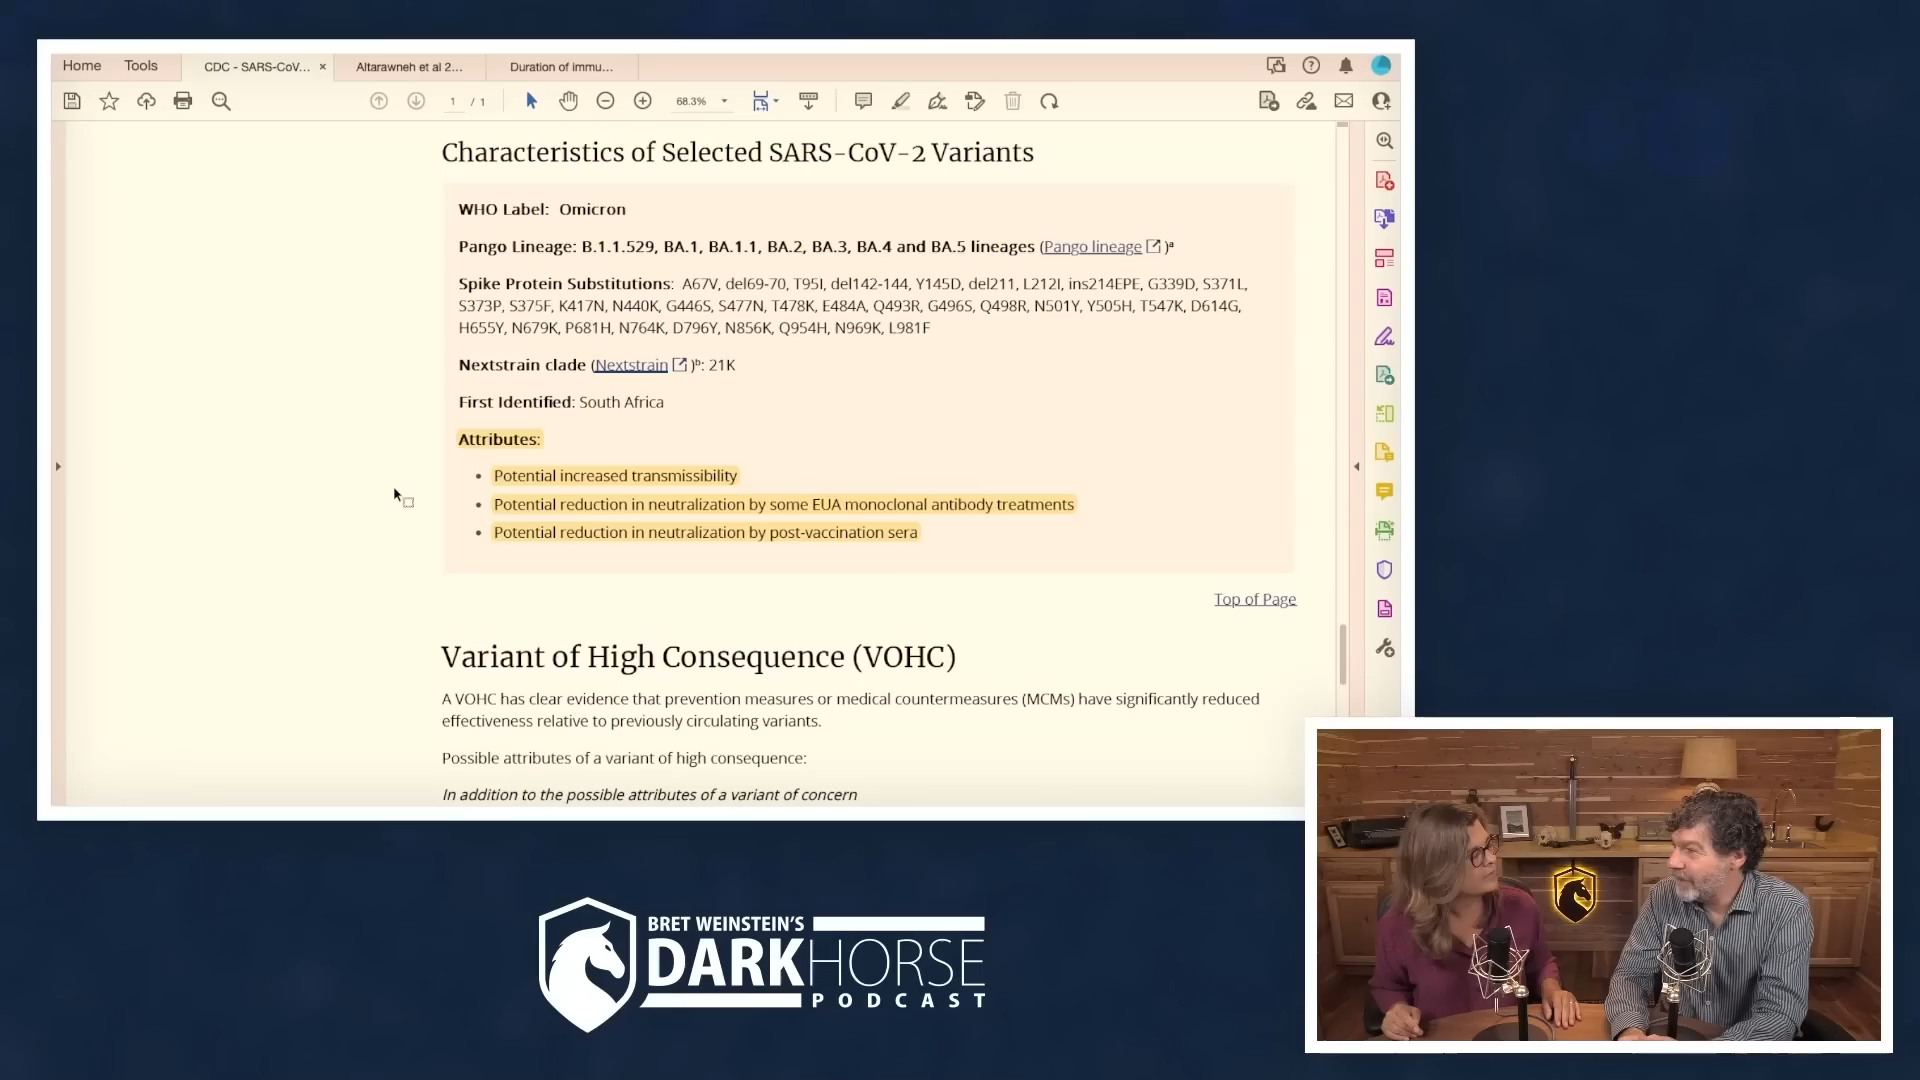 Home Tools CDC - SARS-CoV... × Altarawneh et al 2... Duration of immu...
1 / 1 68.3%
Characteristics of Selected SARS-CoV-2 Variants
WHO Label: Omicron
Pango Lineage: B.1.1.529, BA.1, BA.1.1, BA.2, BA.3, BA.4 and BA.5 lineages (Pango lineage )ª
Spike Protein Substitutions: A67V, del69-70, T95I, del142-144, Y145D, del211, L212I, ins214EPE, G339D, S371L,
S373P, S375F, K417N, N440K, G446S, S477N, T478K, E484A, Q493R, G496S, Q498R, N501Y, Y505H, T547K, D614G,
H655Y, N679K, P681H, N764K, D796Y, N856K, Q954H, N969K, L981F
Nextstrain clade (Nextstrain )ᵇ: 21K
First Identified: South Africa
Attributes:
• Potential increased transmissibility
• Potential reduction in neutralization by some EUA monoclonal antibody treatments
• Potential reduction in neutralization by post-vaccination sera
Top of Page
Variant of High Consequence (VOHC)
A VOHC has clear evidence that prevention measures or medical countermeasures (MCMs) have significantly reduced
effectiveness relative to previously circulating variants.
Possible attributes of a variant of high consequence:
In addition to the possible attributes of a variant of concern
BRET WEINSTEIN'S
DARKHORSE
PODCAST